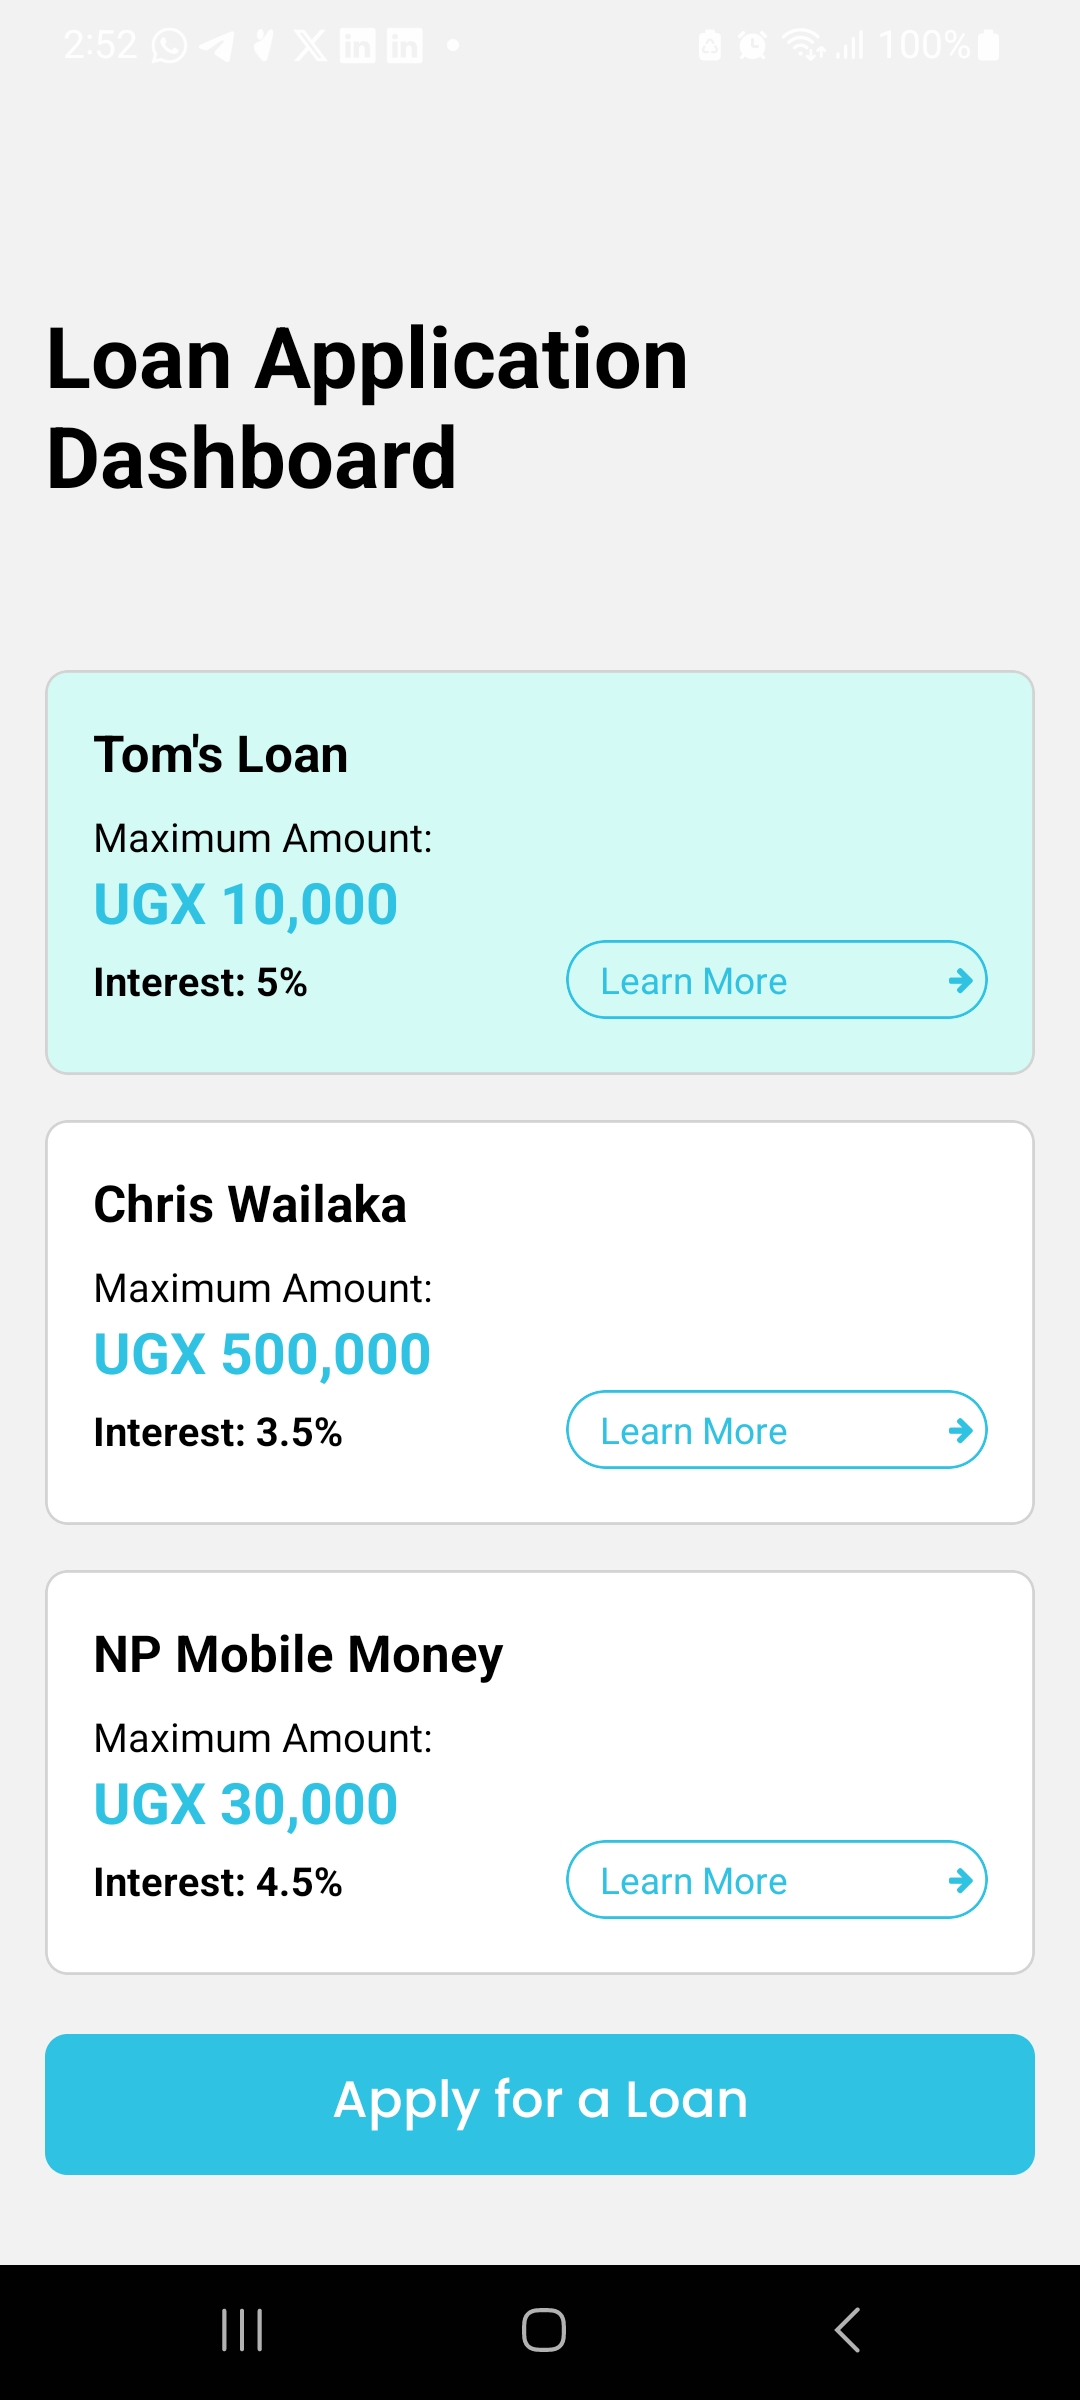 2:52 100%
Loan Application
Dashboard
Tom's Loan
Maximum Amount:
UGX 10,000
Interest: 5%
Learn More
Chris Wailaka
Maximum Amount:
UGX 500,000
Interest: 3.5%
Learn More
NP Mobile Money
Maximum Amount:
UGX 30,000
Interest: 4.5%
Learn More
Apply for a Loan